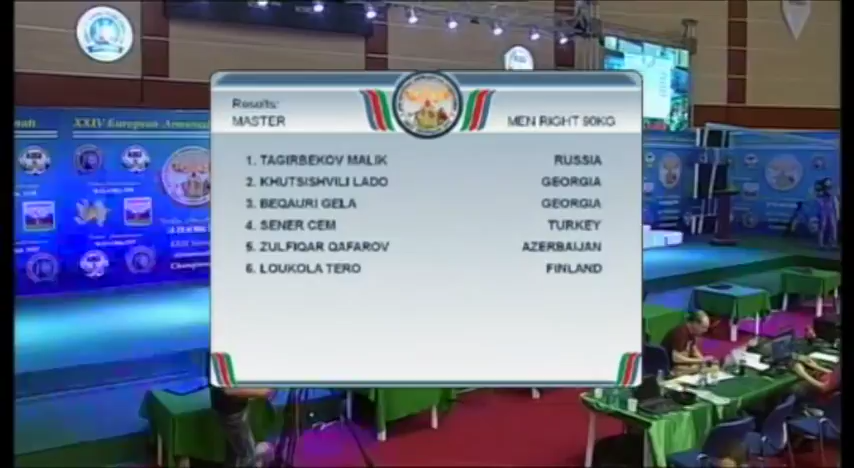 XXIV European Armwrestl
Results:
MASTER
MEN RIGHT 90KG
1. TAGIRBEKOV MALIK RUSSIA
2. KHUTSISHVILI LADO GEORGIA
3. BEQAURI GELA GEORGIA
4. SENER CEM TURKEY
5. ZULFIQAR QAFAROV AZERBAIJAN
6. LOUKOLA TERO FINLAND